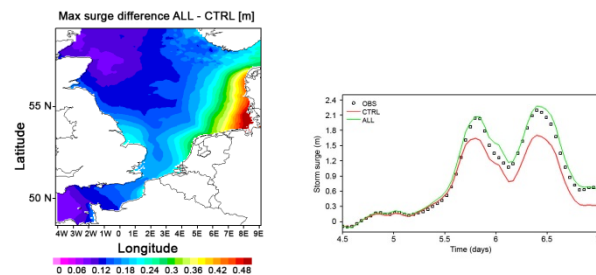 Max surge difference ALL - CTRL [m]
Latitude
55 N
50 N
4W 3W 2W 1W 0 1E 2E 3E 4E 5E 6E 7E 8E 9E
Longitude
0 0.06 0.12 0.18 0.24 0.3 0.36 0.42 0.48
OBS
CTRL
ALL
Storm surge (m)
2.4
2.1
1.8
1.5
1.2
0.9
0.6
0.3
0
4.5 5 5.5 6 6.5
Time (days)